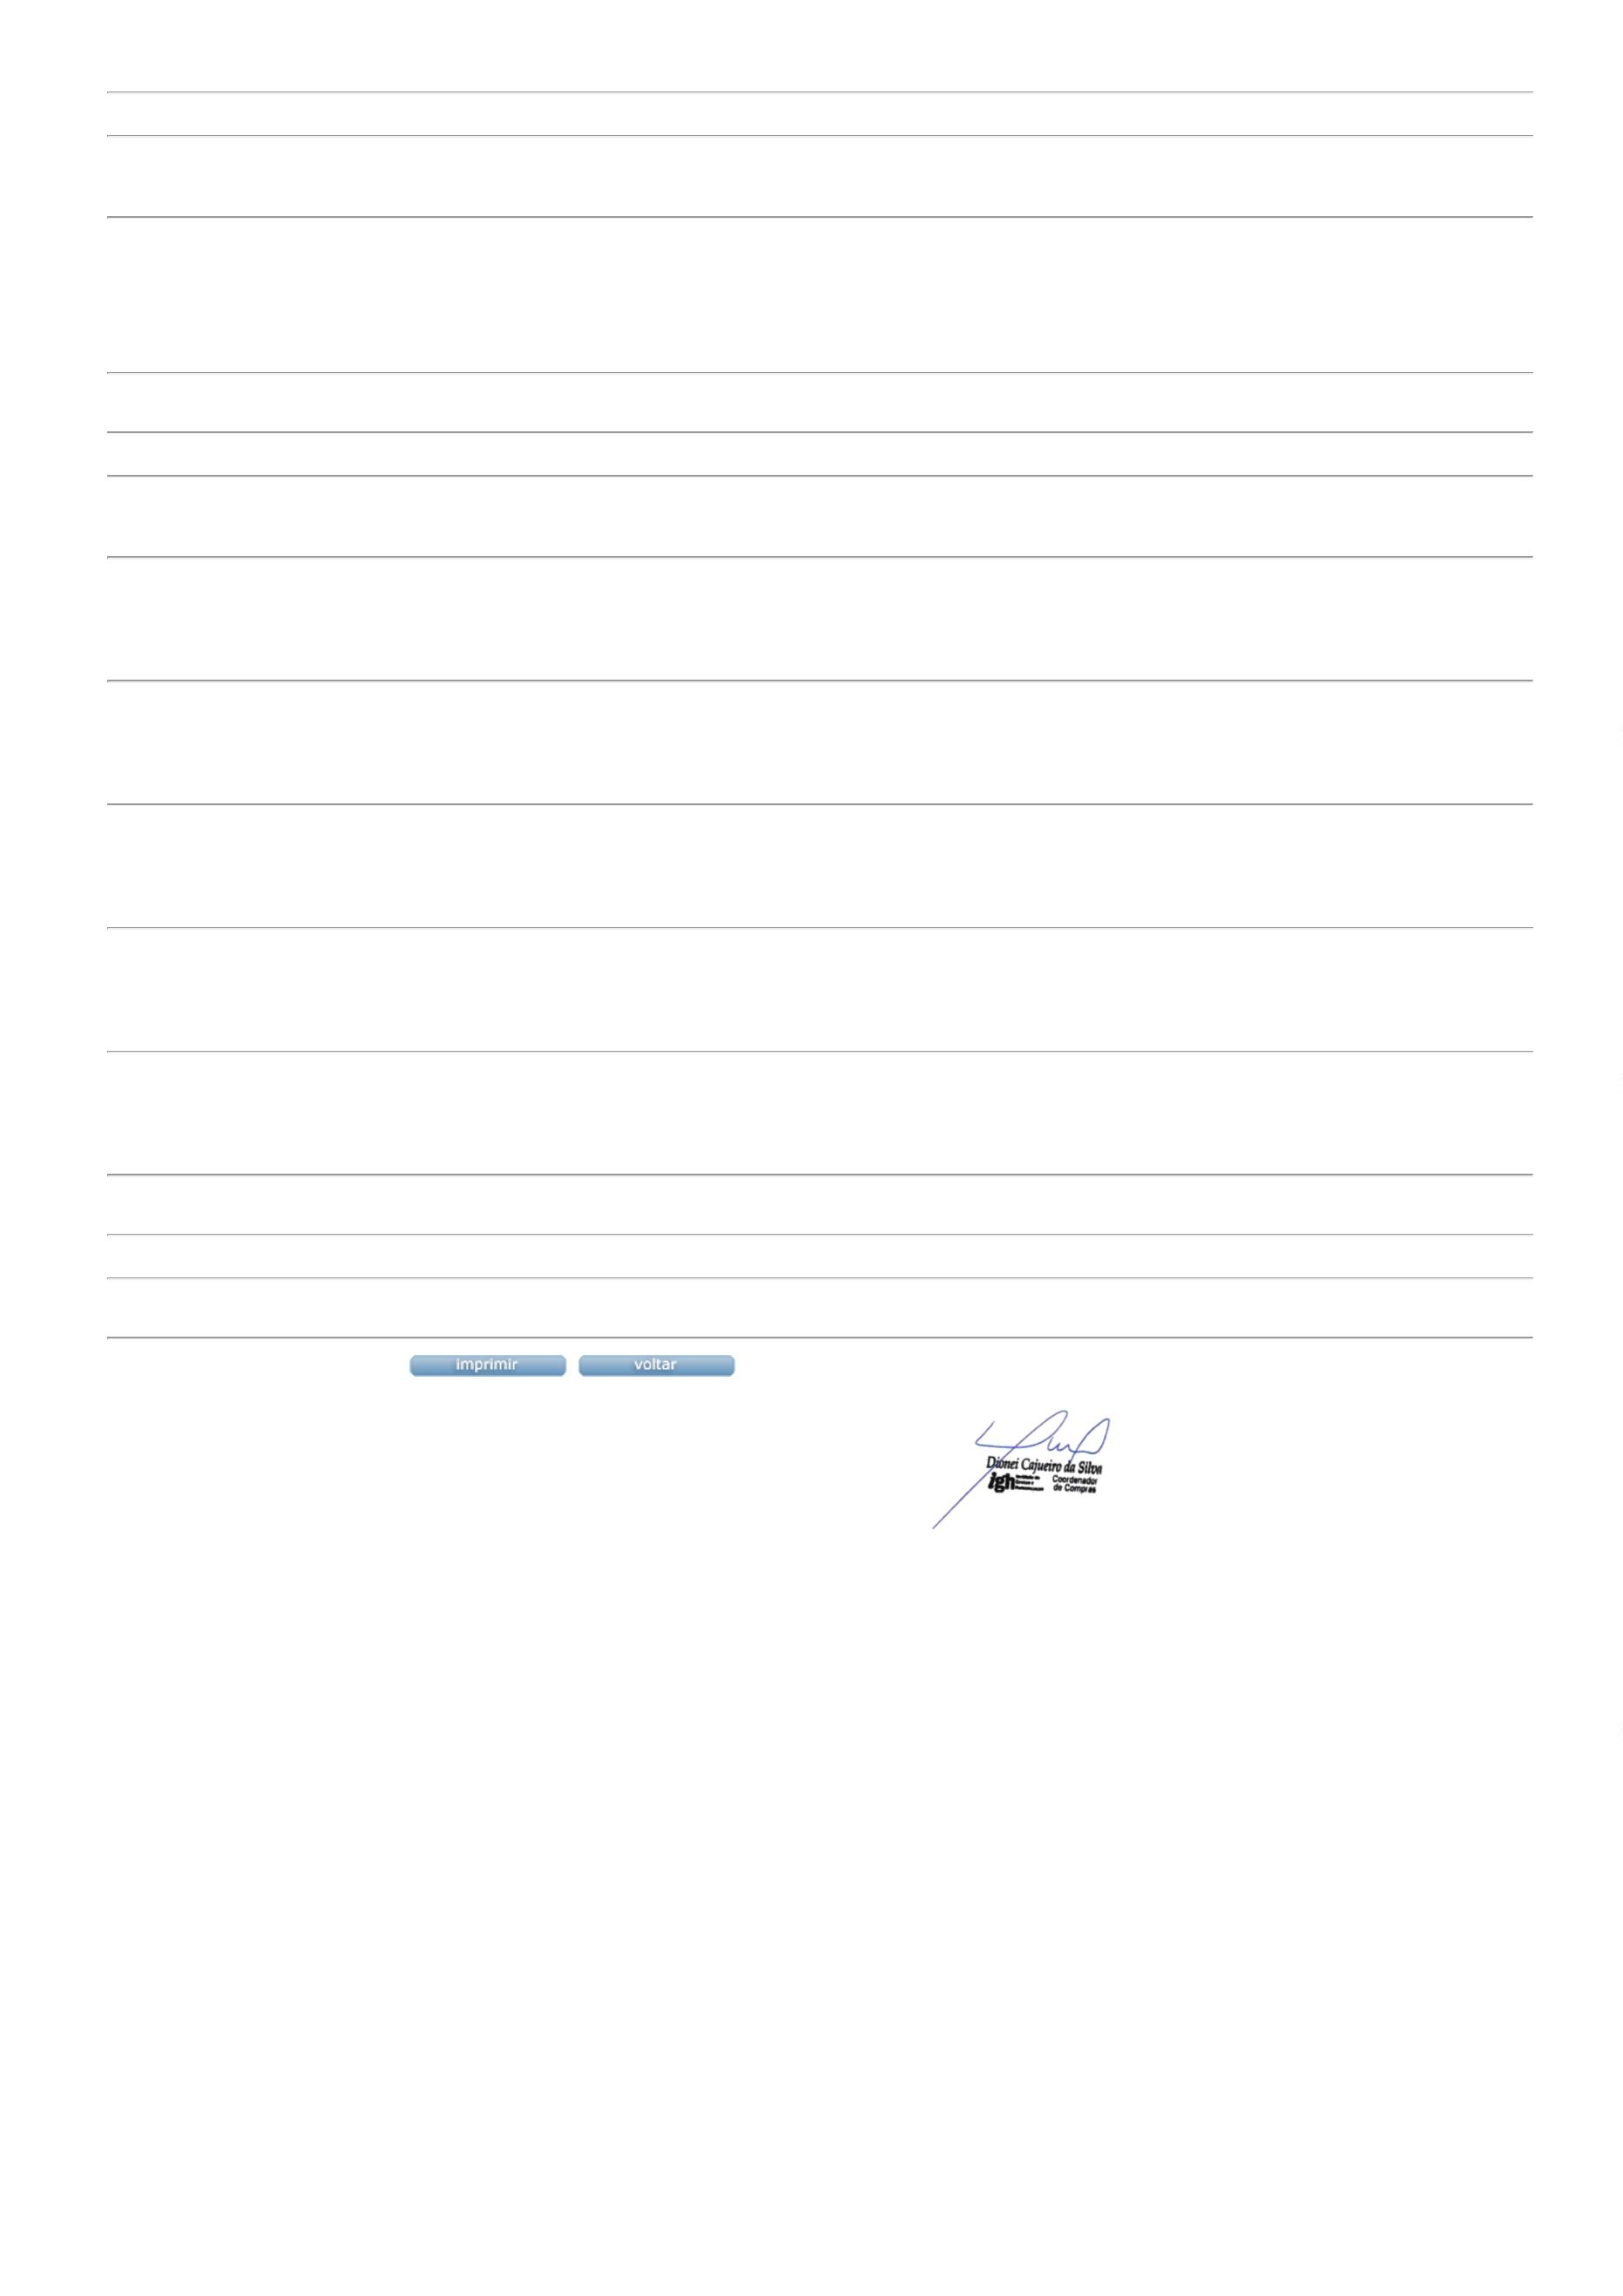 imprimir voltar
Dionei Cajueiro da Silva
igh Coordenador
de Compras